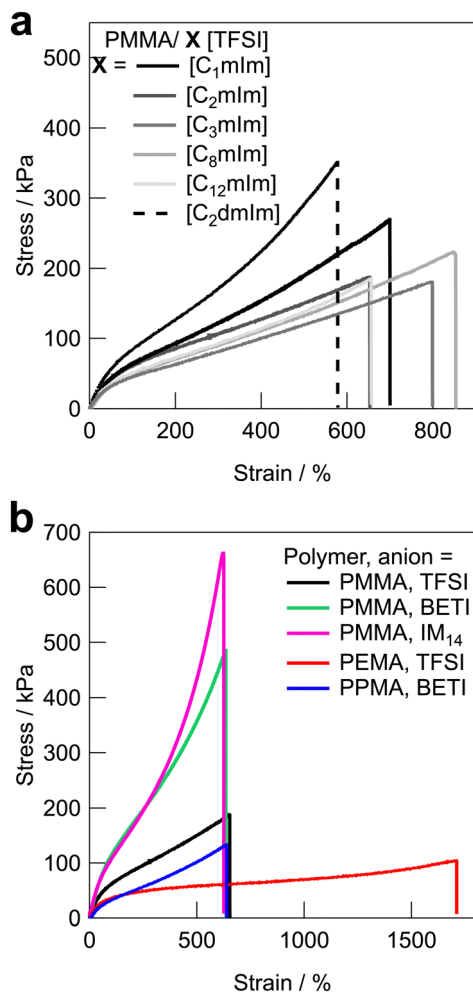 a
PMMA/ X [TFSI]
X = [C₁mIm]
[C₂mIm]
[C₃mIm]
[C₈mIm]
[C₁₂mIm]
[C₂dmIm]
500
400
300
200
100
0
Stress / kPa
0 200 400 600 800
Strain / %
b
Polymer, anion =
PMMA, TFSI
PMMA, BETI
PMMA, IM₁₄
PEMA, TFSI
PPMA, BETI
700
600
500
400
300
200
100
0
Stress / kPa
0 500 1000 1500
Strain / %